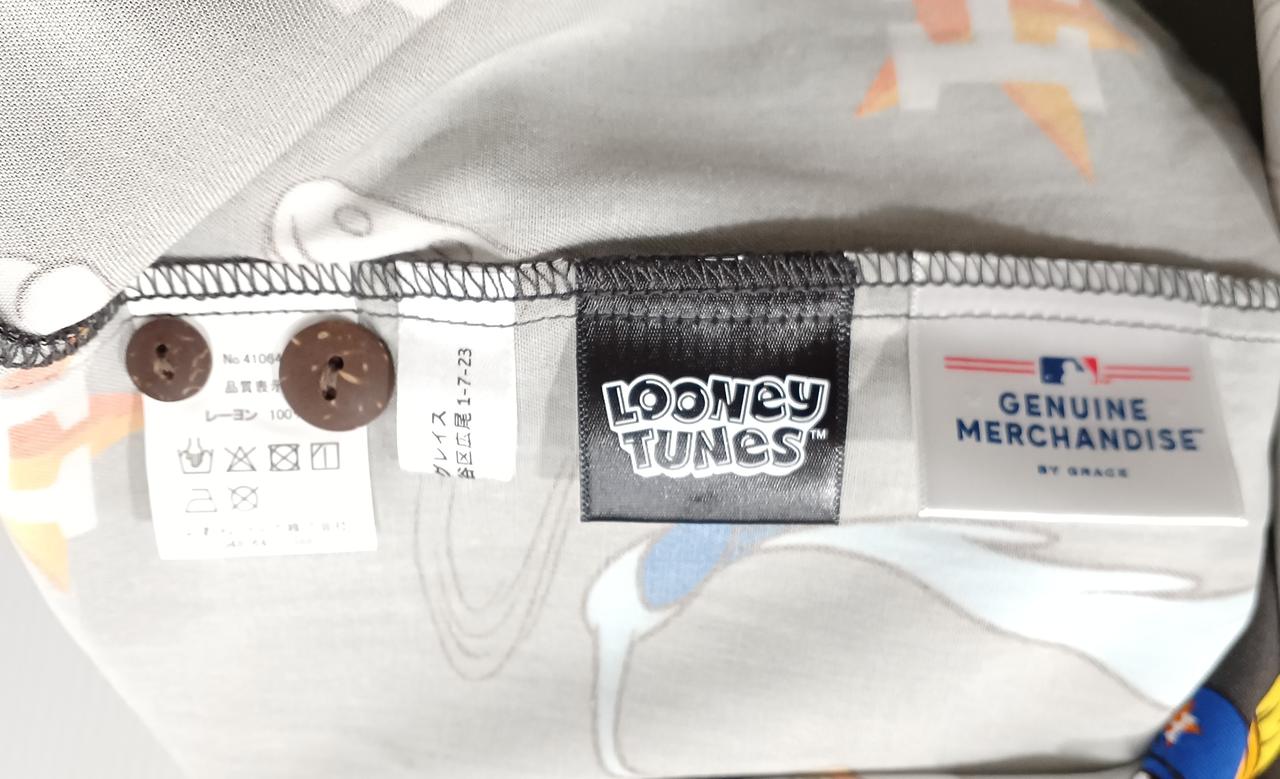 No 41064
品質表示
レーヨン 100
グレイス
谷区広尾1-7-23
LOONEY
TUNES™
GENUINE
MERCHANDISE™
BY GRACE